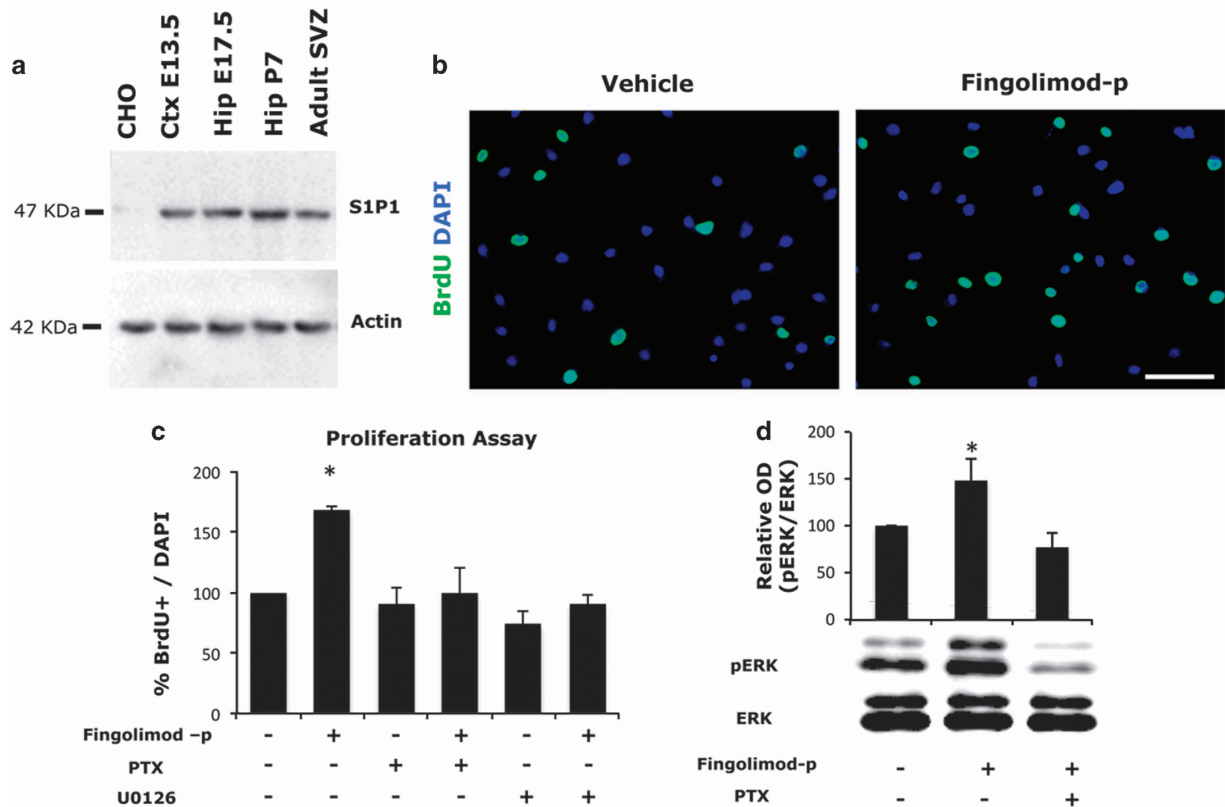 a
CHO
Ctx E13.5
Hip E17.5
Hip P7
Adult SVZ
47 KDa
S1P1
42 KDa
Actin
b
Vehicle
Fingolimod-p
BrdU DAPI
c
Proliferation Assay
% BrdU+ / DAPI
200
150
100
50
0
Fingolimod -p - + - + - +
PTX - - + + - -
U0126 - - - - + +
*
d
Relative OD
(pERK/ERK)
200
150
100
50
0
*
pERK
ERK
Fingolimod-p - + +
PTX - - +